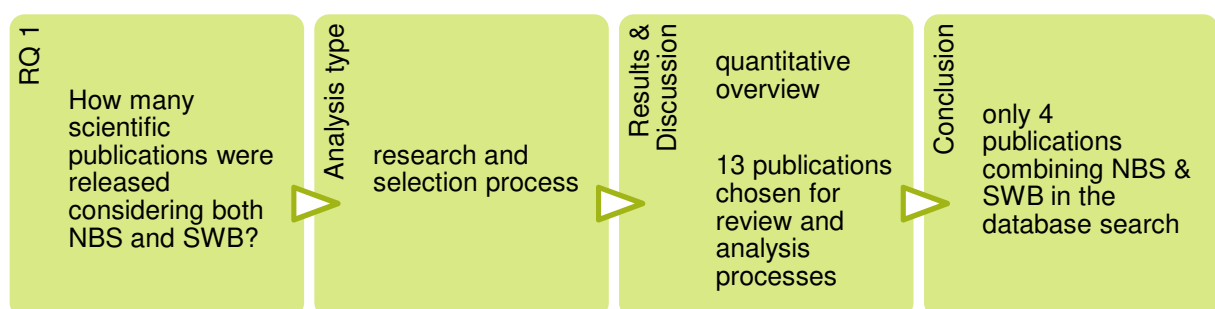 RQ 1
How many
scientific
publications were
released
considering both
NBS and SWB?
Analysis type
research and
selection process
Results &
Discussion
quantitative
overview
13 publications
chosen for
review and
analysis
processes
Conclusion
only 4
publications
combining NBS &
SWB in the
database search